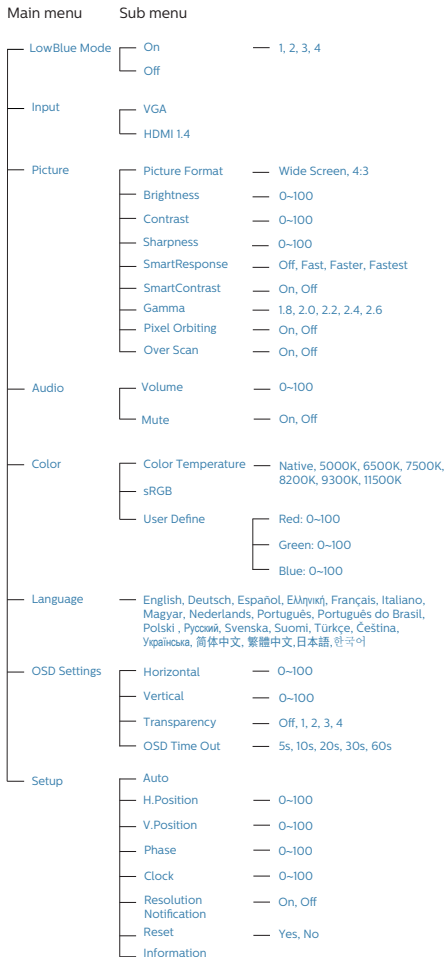 Main menu Sub menu
LowBlue Mode On 1, 2, 3, 4
Off
Input VGA
HDMI 1.4
Picture Picture Format Wide Screen, 4:3
Brightness 0~100
Contrast 0~100
Sharpness 0~100
SmartResponse Off, Fast, Faster, Fastest
SmartContrast On, Off
Gamma 1.8, 2.0, 2.2, 2.4, 2.6
Pixel Orbiting On, Off
Over Scan On, Off
Audio Volume 0~100
Mute On, Off
Color Color Temperature Native, 5000K, 6500K, 7500K,
8200K, 9300K, 11500K
sRGB
User Define Red: 0~100
Green: 0~100
Blue: 0~100
Language English, Deutsch, Español, Ελληνική, Français, Italiano,
Magyar, Nederlands, Português, Português do Brasil,
Polski , Русский, Svenska, Suomi, Türkçe, Čeština,
Українська, 简体中文, 繁體中文,日本語,한국어
OSD Settings Horizontal 0~100
Vertical 0~100
Transparency Off, 1, 2, 3, 4
OSD Time Out 5s, 10s, 20s, 30s, 60s
Setup Auto
H.Position 0~100
V.Position 0~100
Phase 0~100
Clock 0~100
Resolution On, Off
Notification
Reset Yes, No
Information